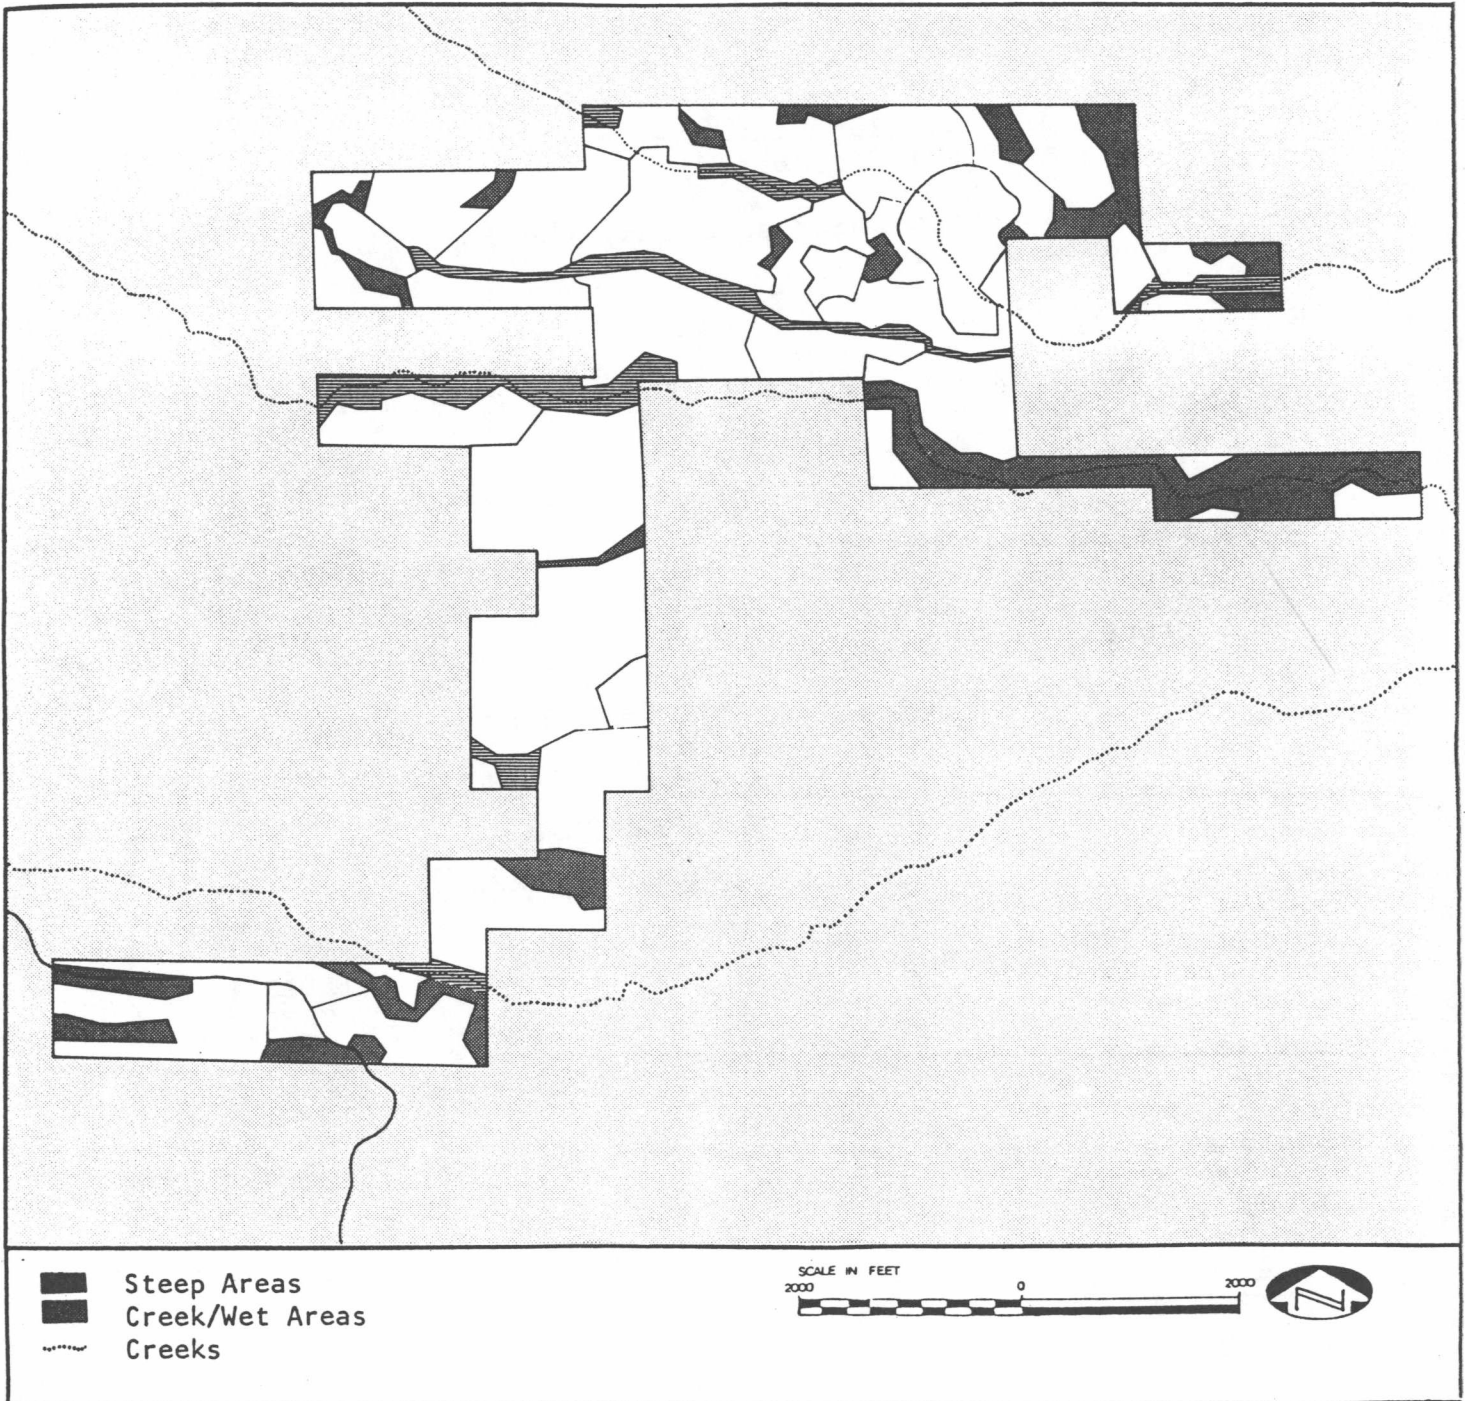 Steep Areas
Creek/Wet Areas
Creeks
SCALE IN FEET
2000 0 2000
N